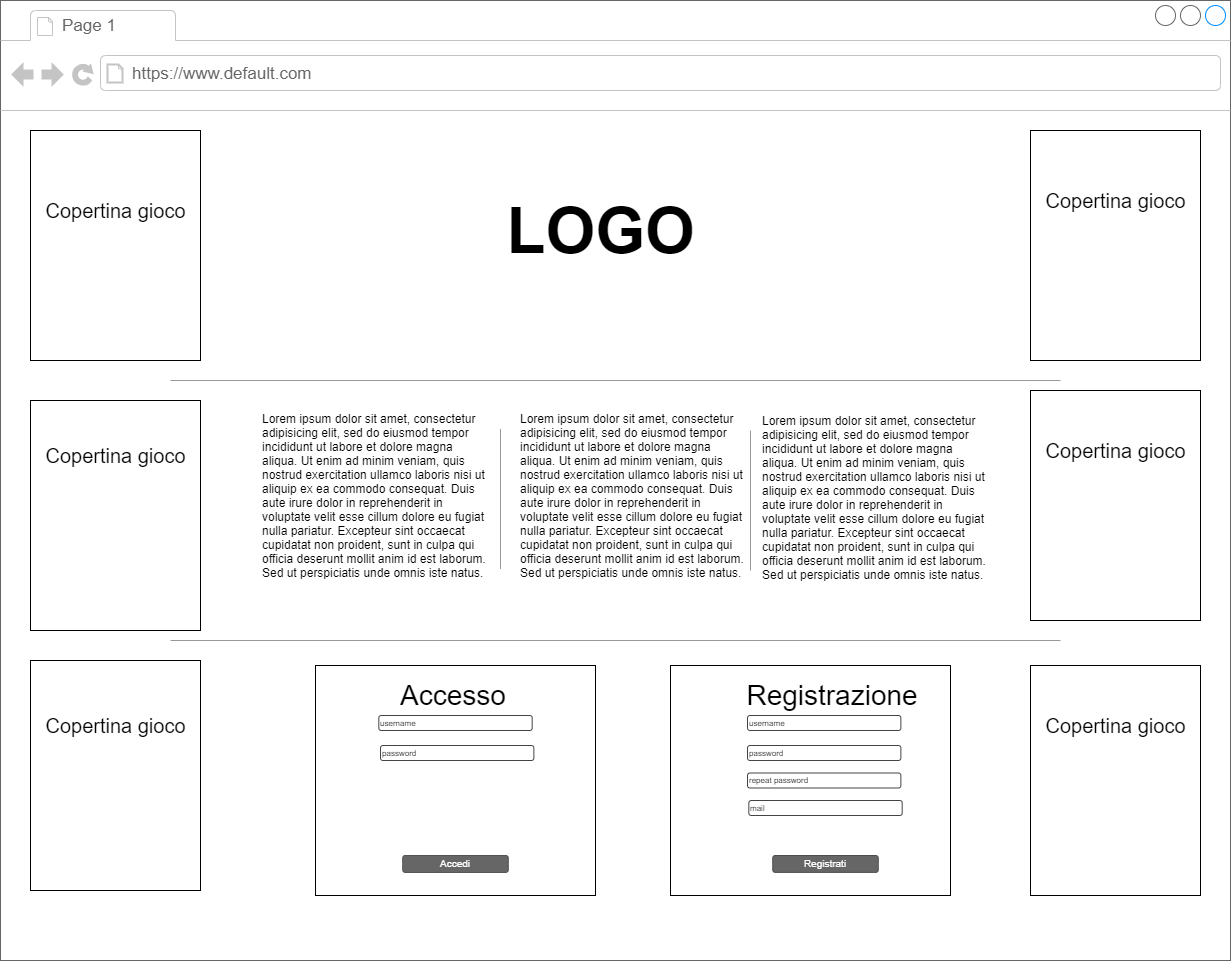 Page 1
https://www.default.com
Copertina gioco
LOGO
Copertina gioco
Copertina gioco
Lorem ipsum dolor sit amet, consectetur
adipisicing elit, sed do eiusmod tempor
incididunt ut labore et dolore magna
aliqua. Ut enim ad minim veniam, quis
nostrud exercitation ullamco laboris nisi ut
aliquip ex ea commodo consequat. Duis
aute irure dolor in reprehenderit in
voluptate velit esse cillum dolore eu fugiat
nulla pariatur. Excepteur sint occaecat
cupidatat non proident, sunt in culpa qui
officia deserunt mollit anim id est laborum.
Sed ut perspiciatis unde omnis iste natus.
Lorem ipsum dolor sit amet, consectetur
adipisicing elit, sed do eiusmod tempor
incididunt ut labore et dolore magna
aliqua. Ut enim ad minim veniam, quis
nostrud exercitation ullamco laboris nisi ut
aliquip ex ea commodo consequat. Duis
aute irure dolor in reprehenderit in
voluptate velit esse cillum dolore eu fugiat
nulla pariatur. Excepteur sint occaecat
cupidatat non proident, sunt in culpa qui
officia deserunt mollit anim id est laborum.
Sed ut perspiciatis unde omnis iste natus.
Lorem ipsum dolor sit amet, consectetur
adipisicing elit, sed do eiusmod tempor
incididunt ut labore et dolore magna
aliqua. Ut enim ad minim veniam, quis
nostrud exercitation ullamco laboris nisi ut
aliquip ex ea commodo consequat. Duis
aute irure dolor in reprehenderit in
voluptate velit esse cillum dolore eu fugiat
nulla pariatur. Excepteur sint occaecat
cupidatat non proident, sunt in culpa qui
officia deserunt mollit anim id est laborum.
Sed ut perspiciatis unde omnis iste natus.
Copertina gioco
Copertina gioco
Accesso
username
password
Accedi
Registrazione
username
password
repeat password
mail
Registrati
Copertina gioco